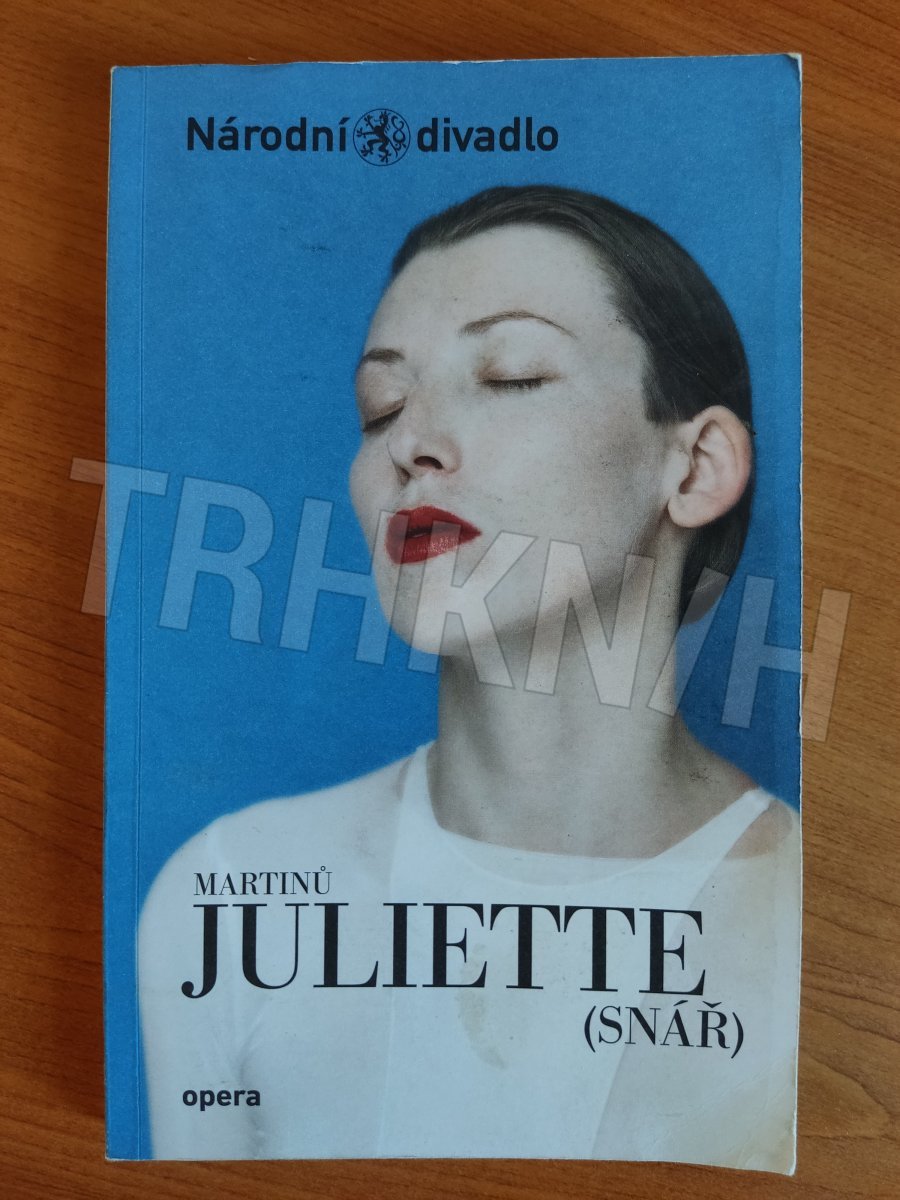 Národní divadlo
MARTINŮ
JULIETTE
(SNÁŘ)
opera
TRHKNIH